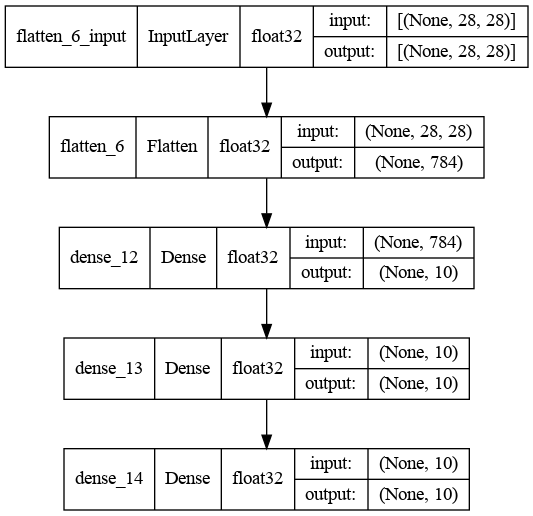 flatten_6_input InputLayer float32 input: [(None, 28, 28)]
output: [(None, 28, 28)]
flatten_6 Flatten float32 input: (None, 28, 28)
output: (None, 784)
dense_12 Dense float32 input: (None, 784)
output: (None, 10)
dense_13 Dense float32 input: (None, 10)
output: (None, 10)
dense_14 Dense float32 input: (None, 10)
output: (None, 10)